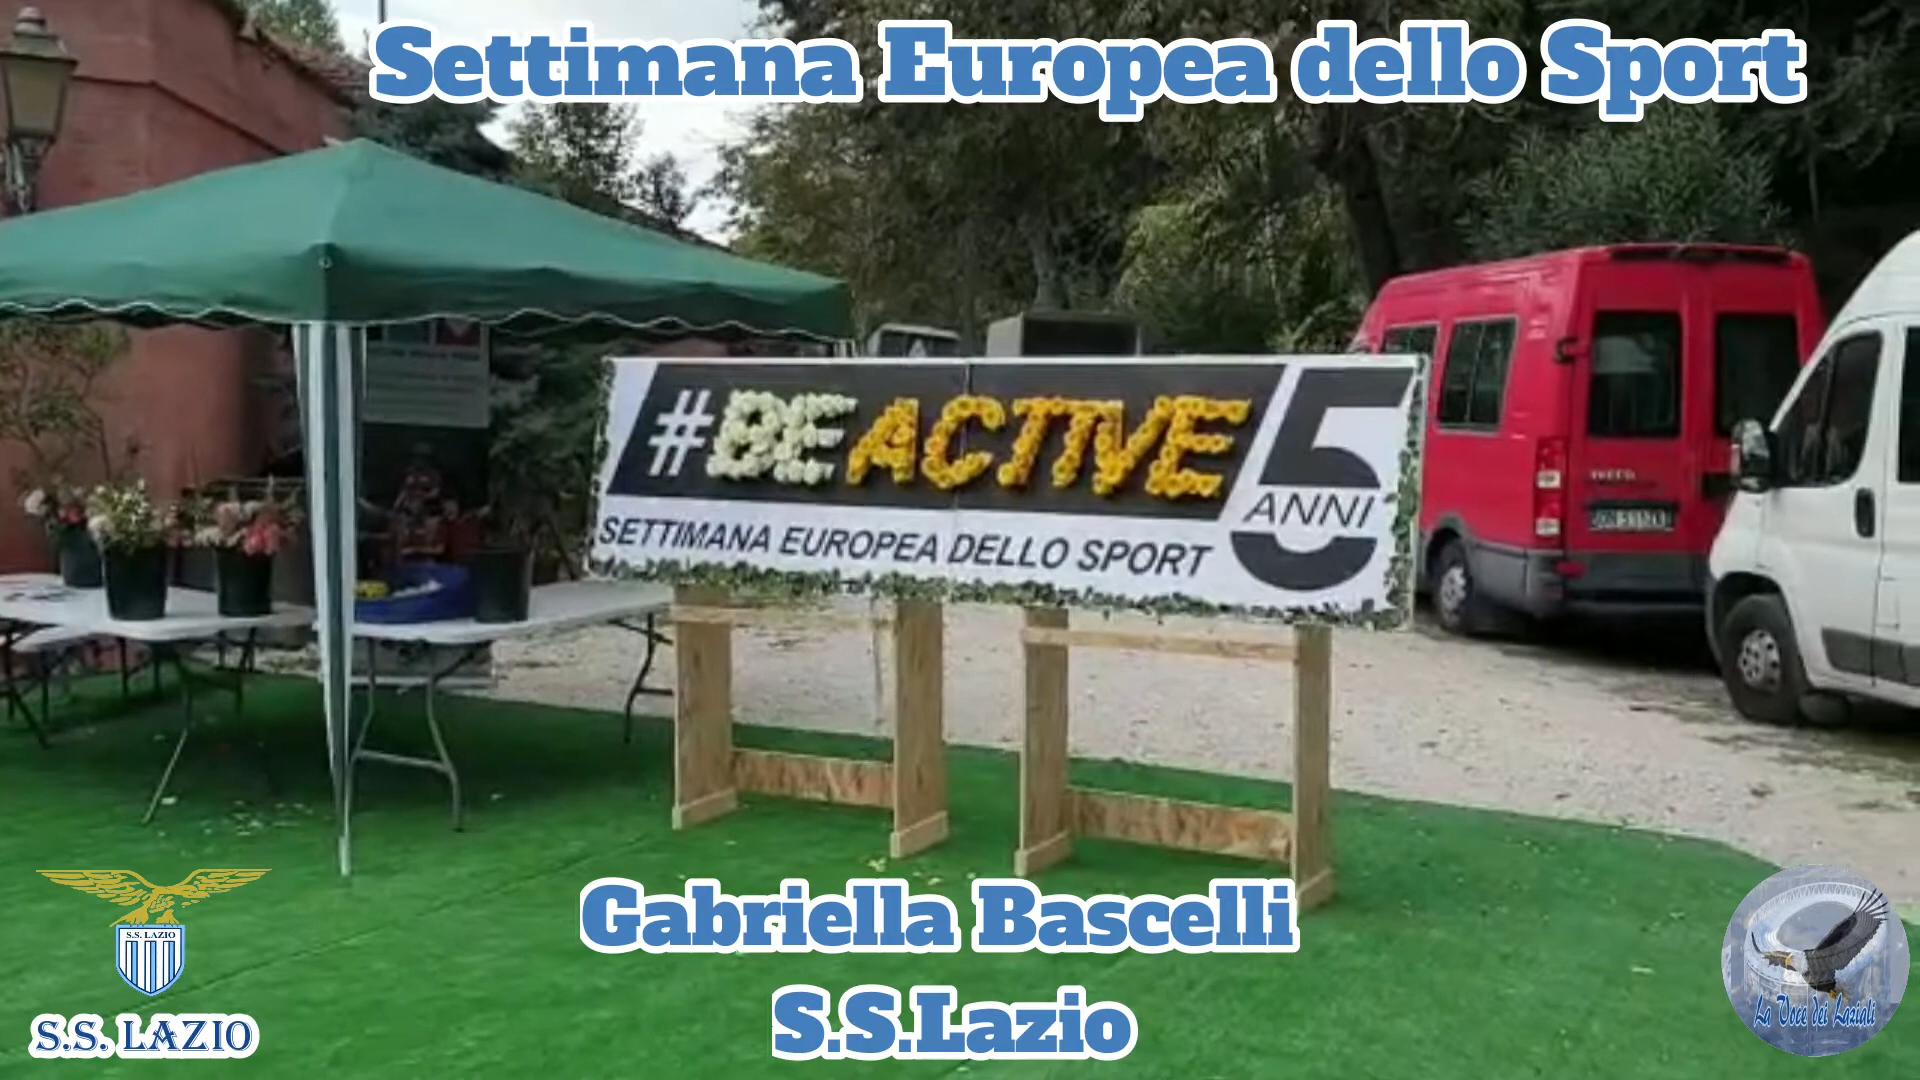 Settimana Europea dello Sport
#BEACTIVE
5
ANNI
SETTIMANA EUROPEA DELLO SPORT
IVECO
Gabriella Bascelli
S.S.Lazio
S.S. LAZIO
S.S. LAZIO
La Voce dei Laziali